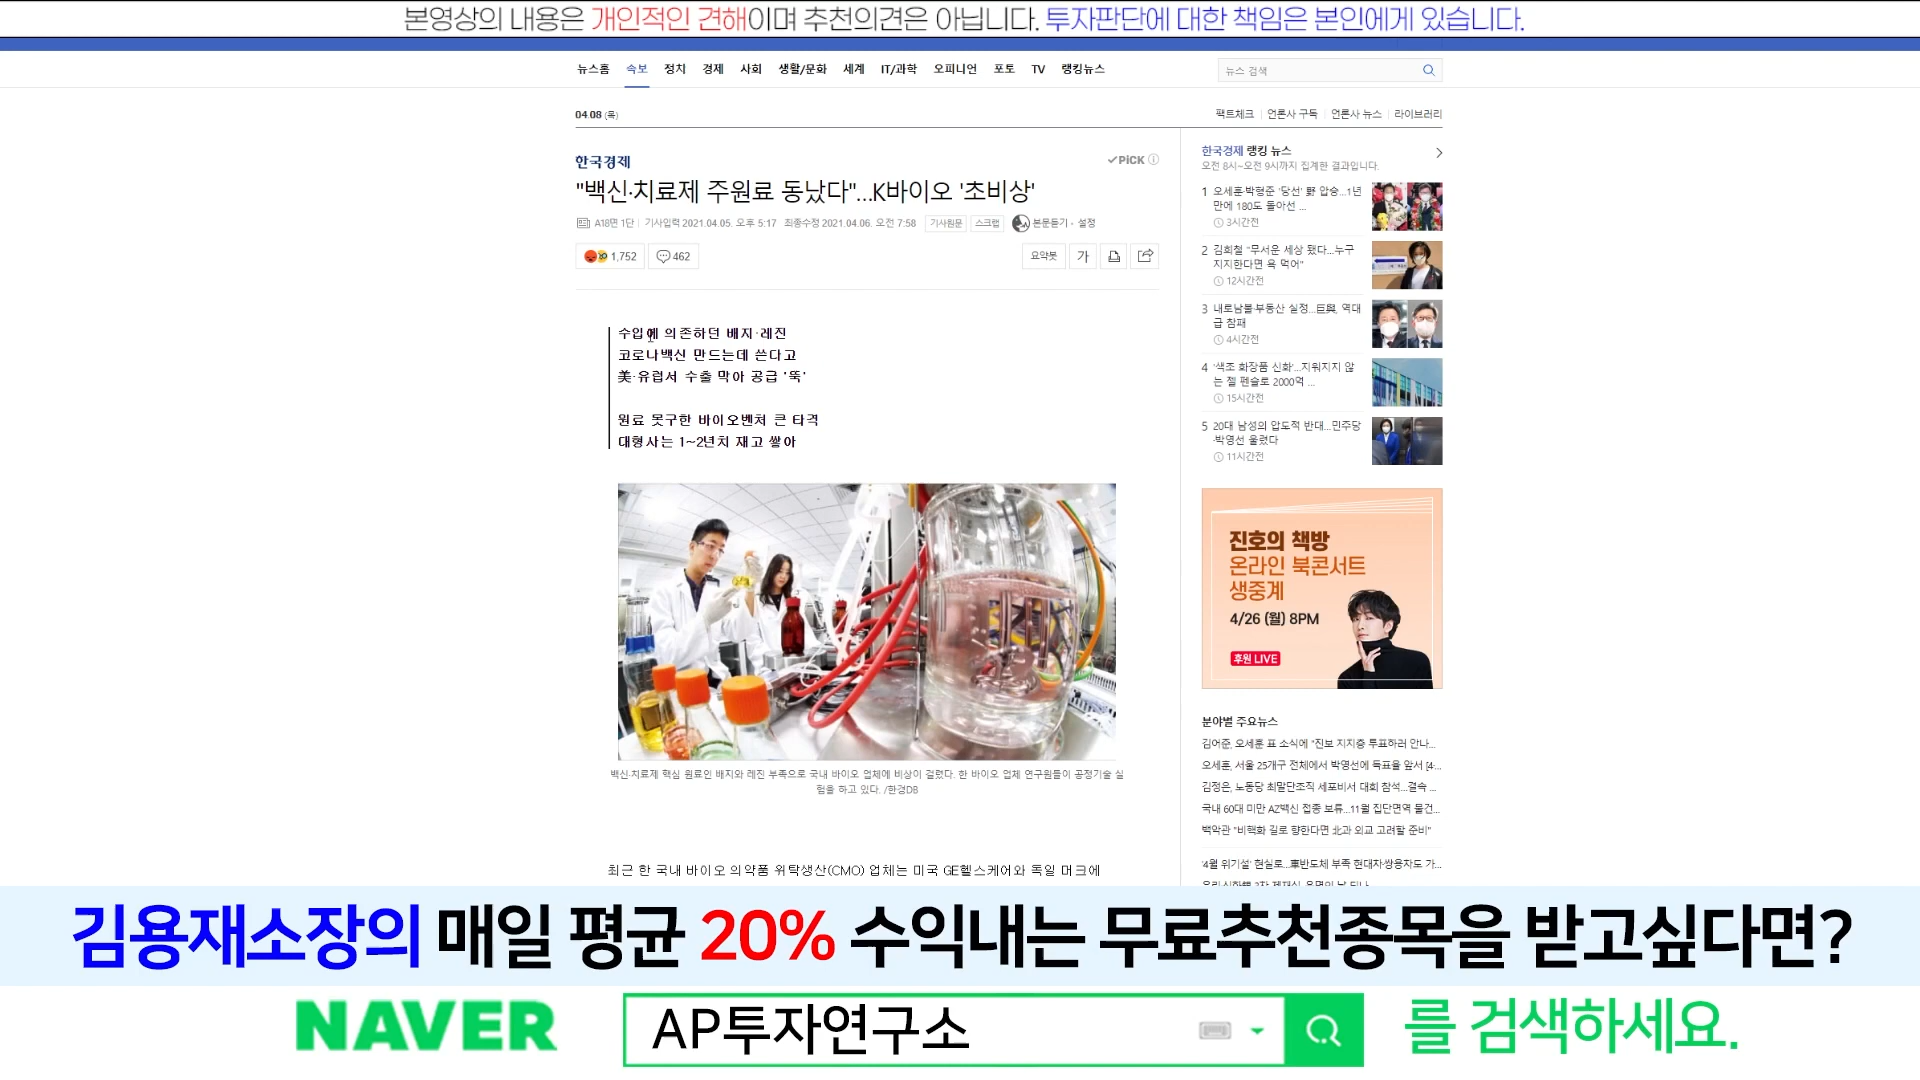 본영상의 내용은 개인적인 견해이며 추천의견은 아닙니다. 투자판단에 대한 책임은 본인에게 있습니다.
뉴스홈 속보 정치 경제 사회 생활/문화 세계 IT/과학 오피니언 포토 TV 랭킹뉴스
뉴스 검색
04.08 (목)
팩트체크 언론사 구독 언론사 뉴스 라이브러리
한국경제
✓PiCK
"백신·치료제 주원료 동났다"...K바이오 '초비상'
A18면 1단 기사입력 2021.04.05. 오후 5:17 최종수정 2021.04.06. 오전 7:58 기사원문 스크랩 본문듣기 · 설정
1,752 462
요약봇 가
수입에 의존하던 배지·레진
코로나백신 만드는데 쓴다고
美·유럽서 수출 막아 공급 '뚝'
원료 못구한 바이오벤처 큰 타격
대형사는 1~2년치 재고 쌓아
백신·치료제 핵심 원료인 배지와 레진 부족으로 국내 바이오 업체에 비상이 걸렸다. 한 바이오 업체 연구원들이 공정기술 실
험을 하고 있다. /한경DB
최근 한 국내 바이오 의약품 위탁생산(CMO) 업체는 미국 GE헬스케어와 독일 머크에
한국경제 랭킹 뉴스
오전 8시~오전 9시까지 집계한 결과입니다.
1 오세훈·박형준 '당선' 野 압승...1년
만에 180도 돌아선 ...
3시간전
2 김희철 "무서운 세상 됐다...누구
지지한다면 욕 먹어"
12시간전
3 내로남불·부동산 실정...巨與, 역대
급 참패
4시간전
4 '색조 화장품 신화'...지워지지 않
는 젤 펜슬로 2000억 ...
15시간전
5 20대 남성의 압도적 반대...민주당
·박영선 울렸다
11시간전
진호의 책방
온라인 북콘서트
생중계
4/26 (월) 8PM
후원 LIVE
분야별 주요뉴스
김어준, 오세훈 표 소식에 "진보 지지층 투표하러 안나...
오세훈, 서울 25개구 전체에서 박영선에 득표율 앞서 [4·...
김정은, 노동당 최말단조직 세포비서 대회 참석...결속 ...
국내 60대 미만 AZ백신 접종 보류...11월 집단면역 물건...
백악관 "비핵화 길로 향한다면 北과 외교 고려할 준비"
'4월 위기설' 현실로...車반도체 부족 현대차·쌍용차도 가...
김용재소장의 매일 평균 20% 수익내는 무료추천종목을 받고싶다면?
NAVER AP투자연구소 를 검색하세요.